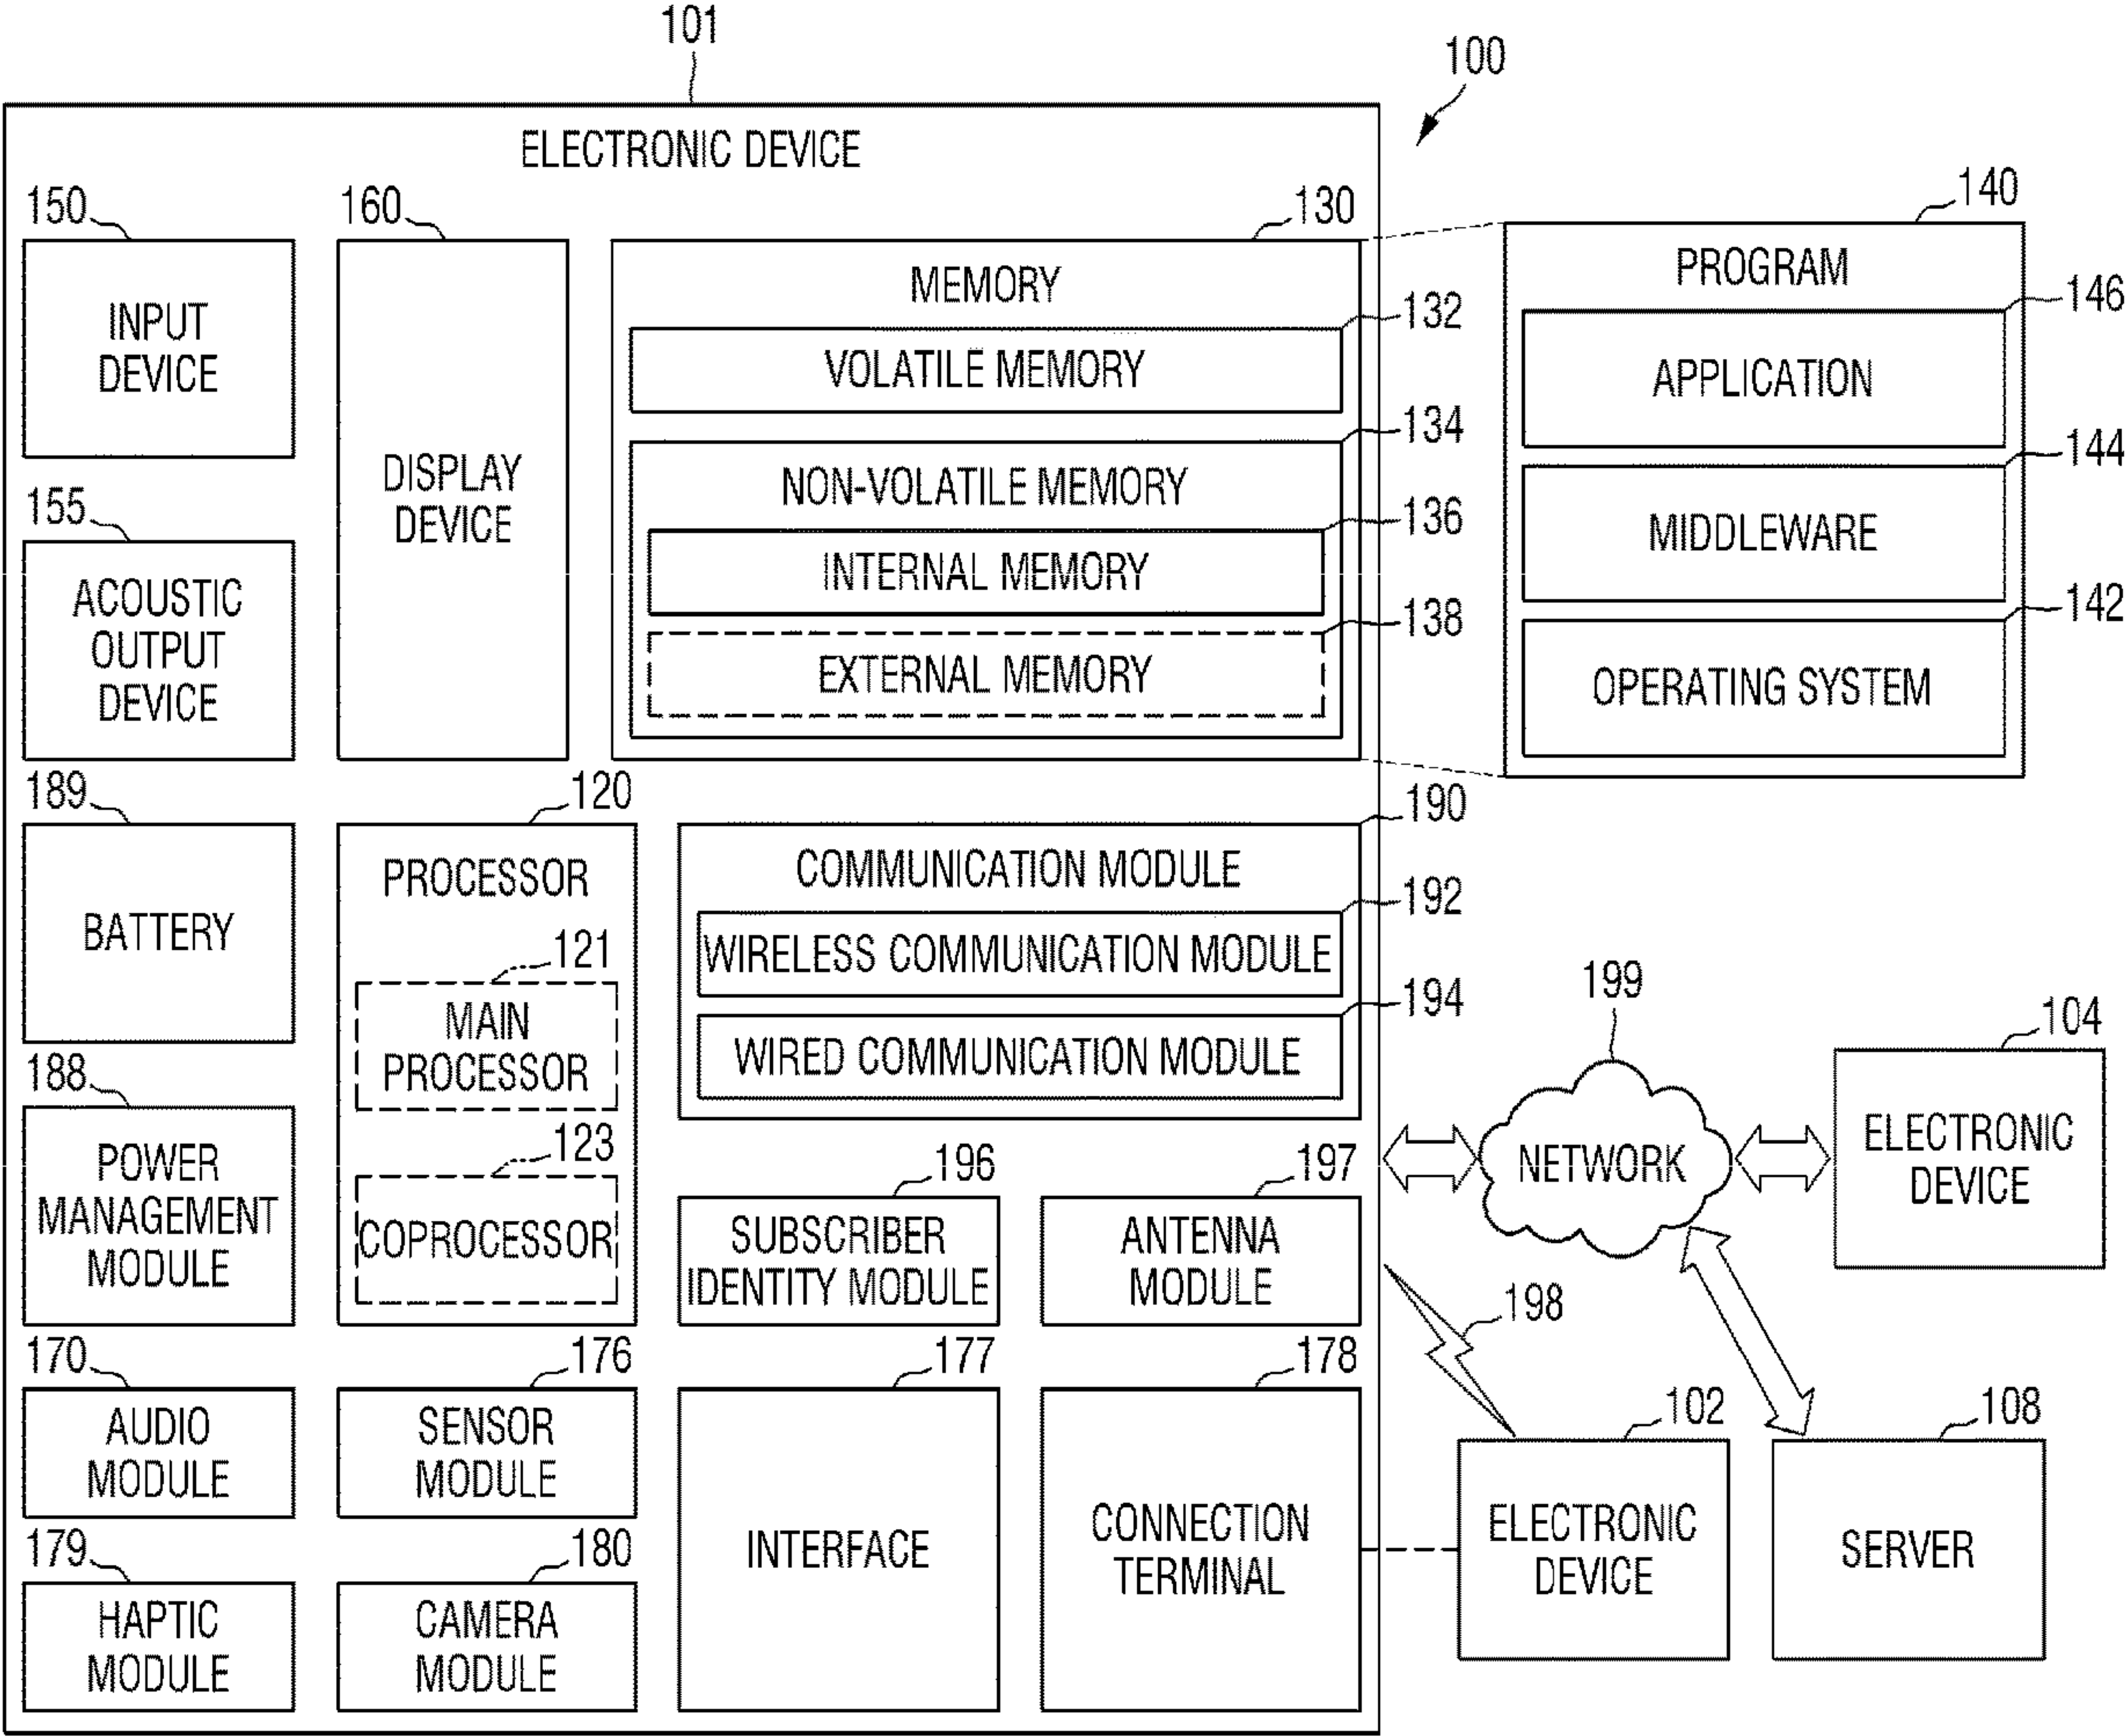 101
100
ELECTRONIC DEVICE
150
160
130
140
INPUT
DEVICE
DISPLAY
DEVICE
MEMORY
132
VOLATILE MEMORY
134
NON-VOLATILE MEMORY
136
INTERNAL MEMORY
138
EXTERNAL MEMORY
PROGRAM
146
APPLICATION
144
MIDDLEWARE
142
OPERATING SYSTEM
155
ACOUSTIC
OUTPUT
DEVICE
189
120
190
BATTERY
PROCESSOR
121
MAIN
PROCESSOR
123
COPROCESSOR
COMMUNICATION MODULE
192
WIRELESS COMMUNICATION MODULE
194
WIRED COMMUNICATION MODULE
199
NETWORK
104
ELECTRONIC
DEVICE
188
POWER
MANAGEMENT
MODULE
196
SUBSCRIBER
IDENTITY MODULE
197
ANTENNA
MODULE
198
170
AUDIO
MODULE
176
SENSOR
MODULE
177
INTERFACE
178
CONNECTION
TERMINAL
102
ELECTRONIC
DEVICE
108
SERVER
179
HAPTIC
MODULE
180
CAMERA
MODULE